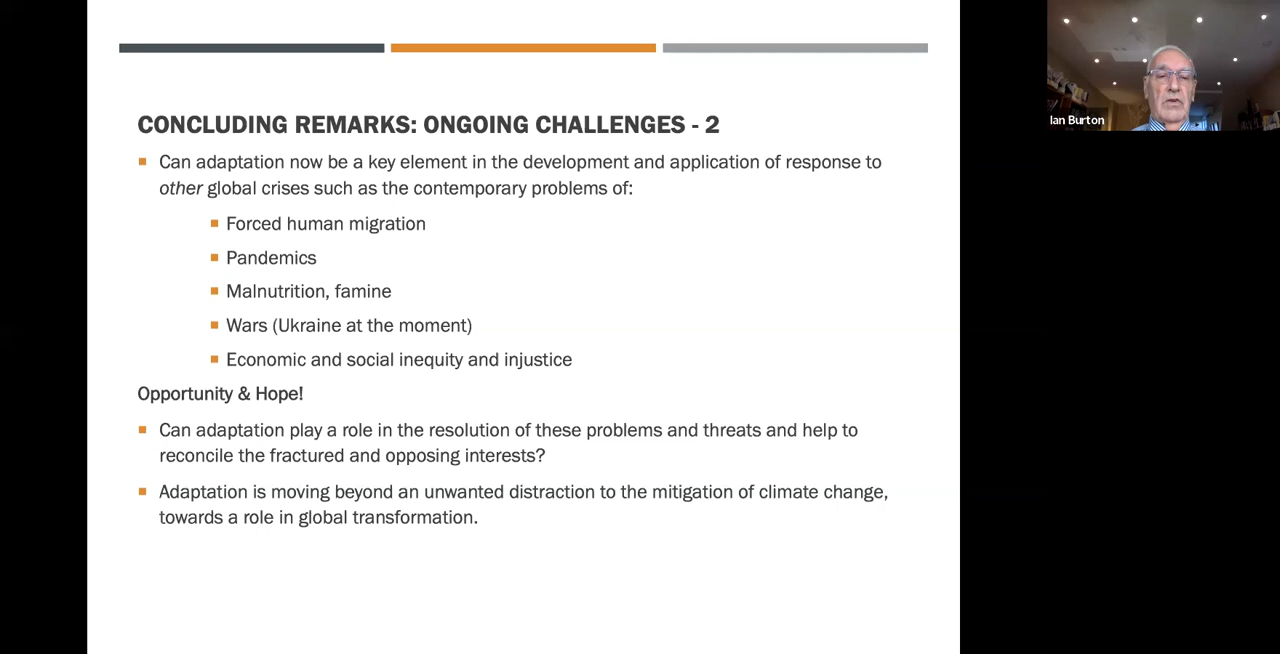 CONCLUDING REMARKS: ONGOING CHALLENGES - 2
Can adaptation now be a key element in the development and application of response to
other global crises such as the contemporary problems of:
Forced human migration
Pandemics
Malnutrition, famine
Wars (Ukraine at the moment)
Economic and social inequity and injustice
Opportunity & Hope!
Can adaptation play a role in the resolution of these problems and threats and help to
reconcile the fractured and opposing interests?
Adaptation is moving beyond an unwanted distraction to the mitigation of climate change,
towards a role in global transformation.
Ian Burton